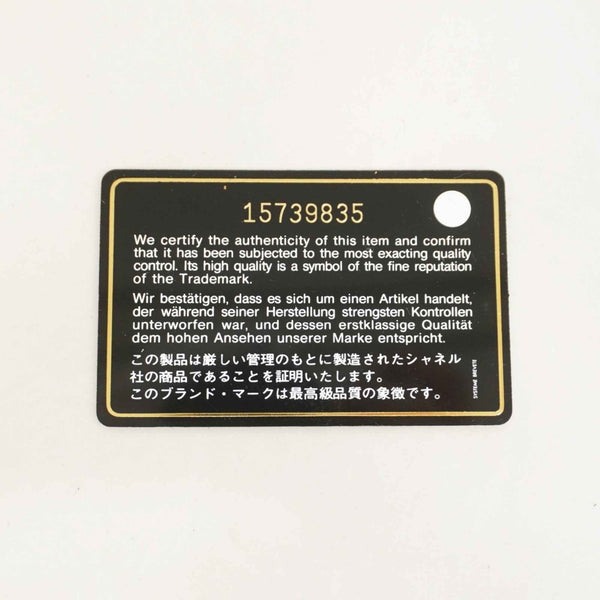 15739835
We certify the authenticity of this item and confirm
that it has been subjected to the most exacting quality
control. Its high quality is a symbol of the fine reputation
of the Trademark.
Wir bestätigen, dass es sich um einen Artikel handelt,
der während seiner Herstellung strengsten Kontrollen
unterworfen war, und dessen erstklassige Qualität
dem hohen Ansehen unserer Marke entspricht.
この製品は厳しい管理のもとに製造されたシャネル
社の商品であることを証明いたします。
このブランド・マークは最高級品質の象徴です。
SYSTEME BREVETE